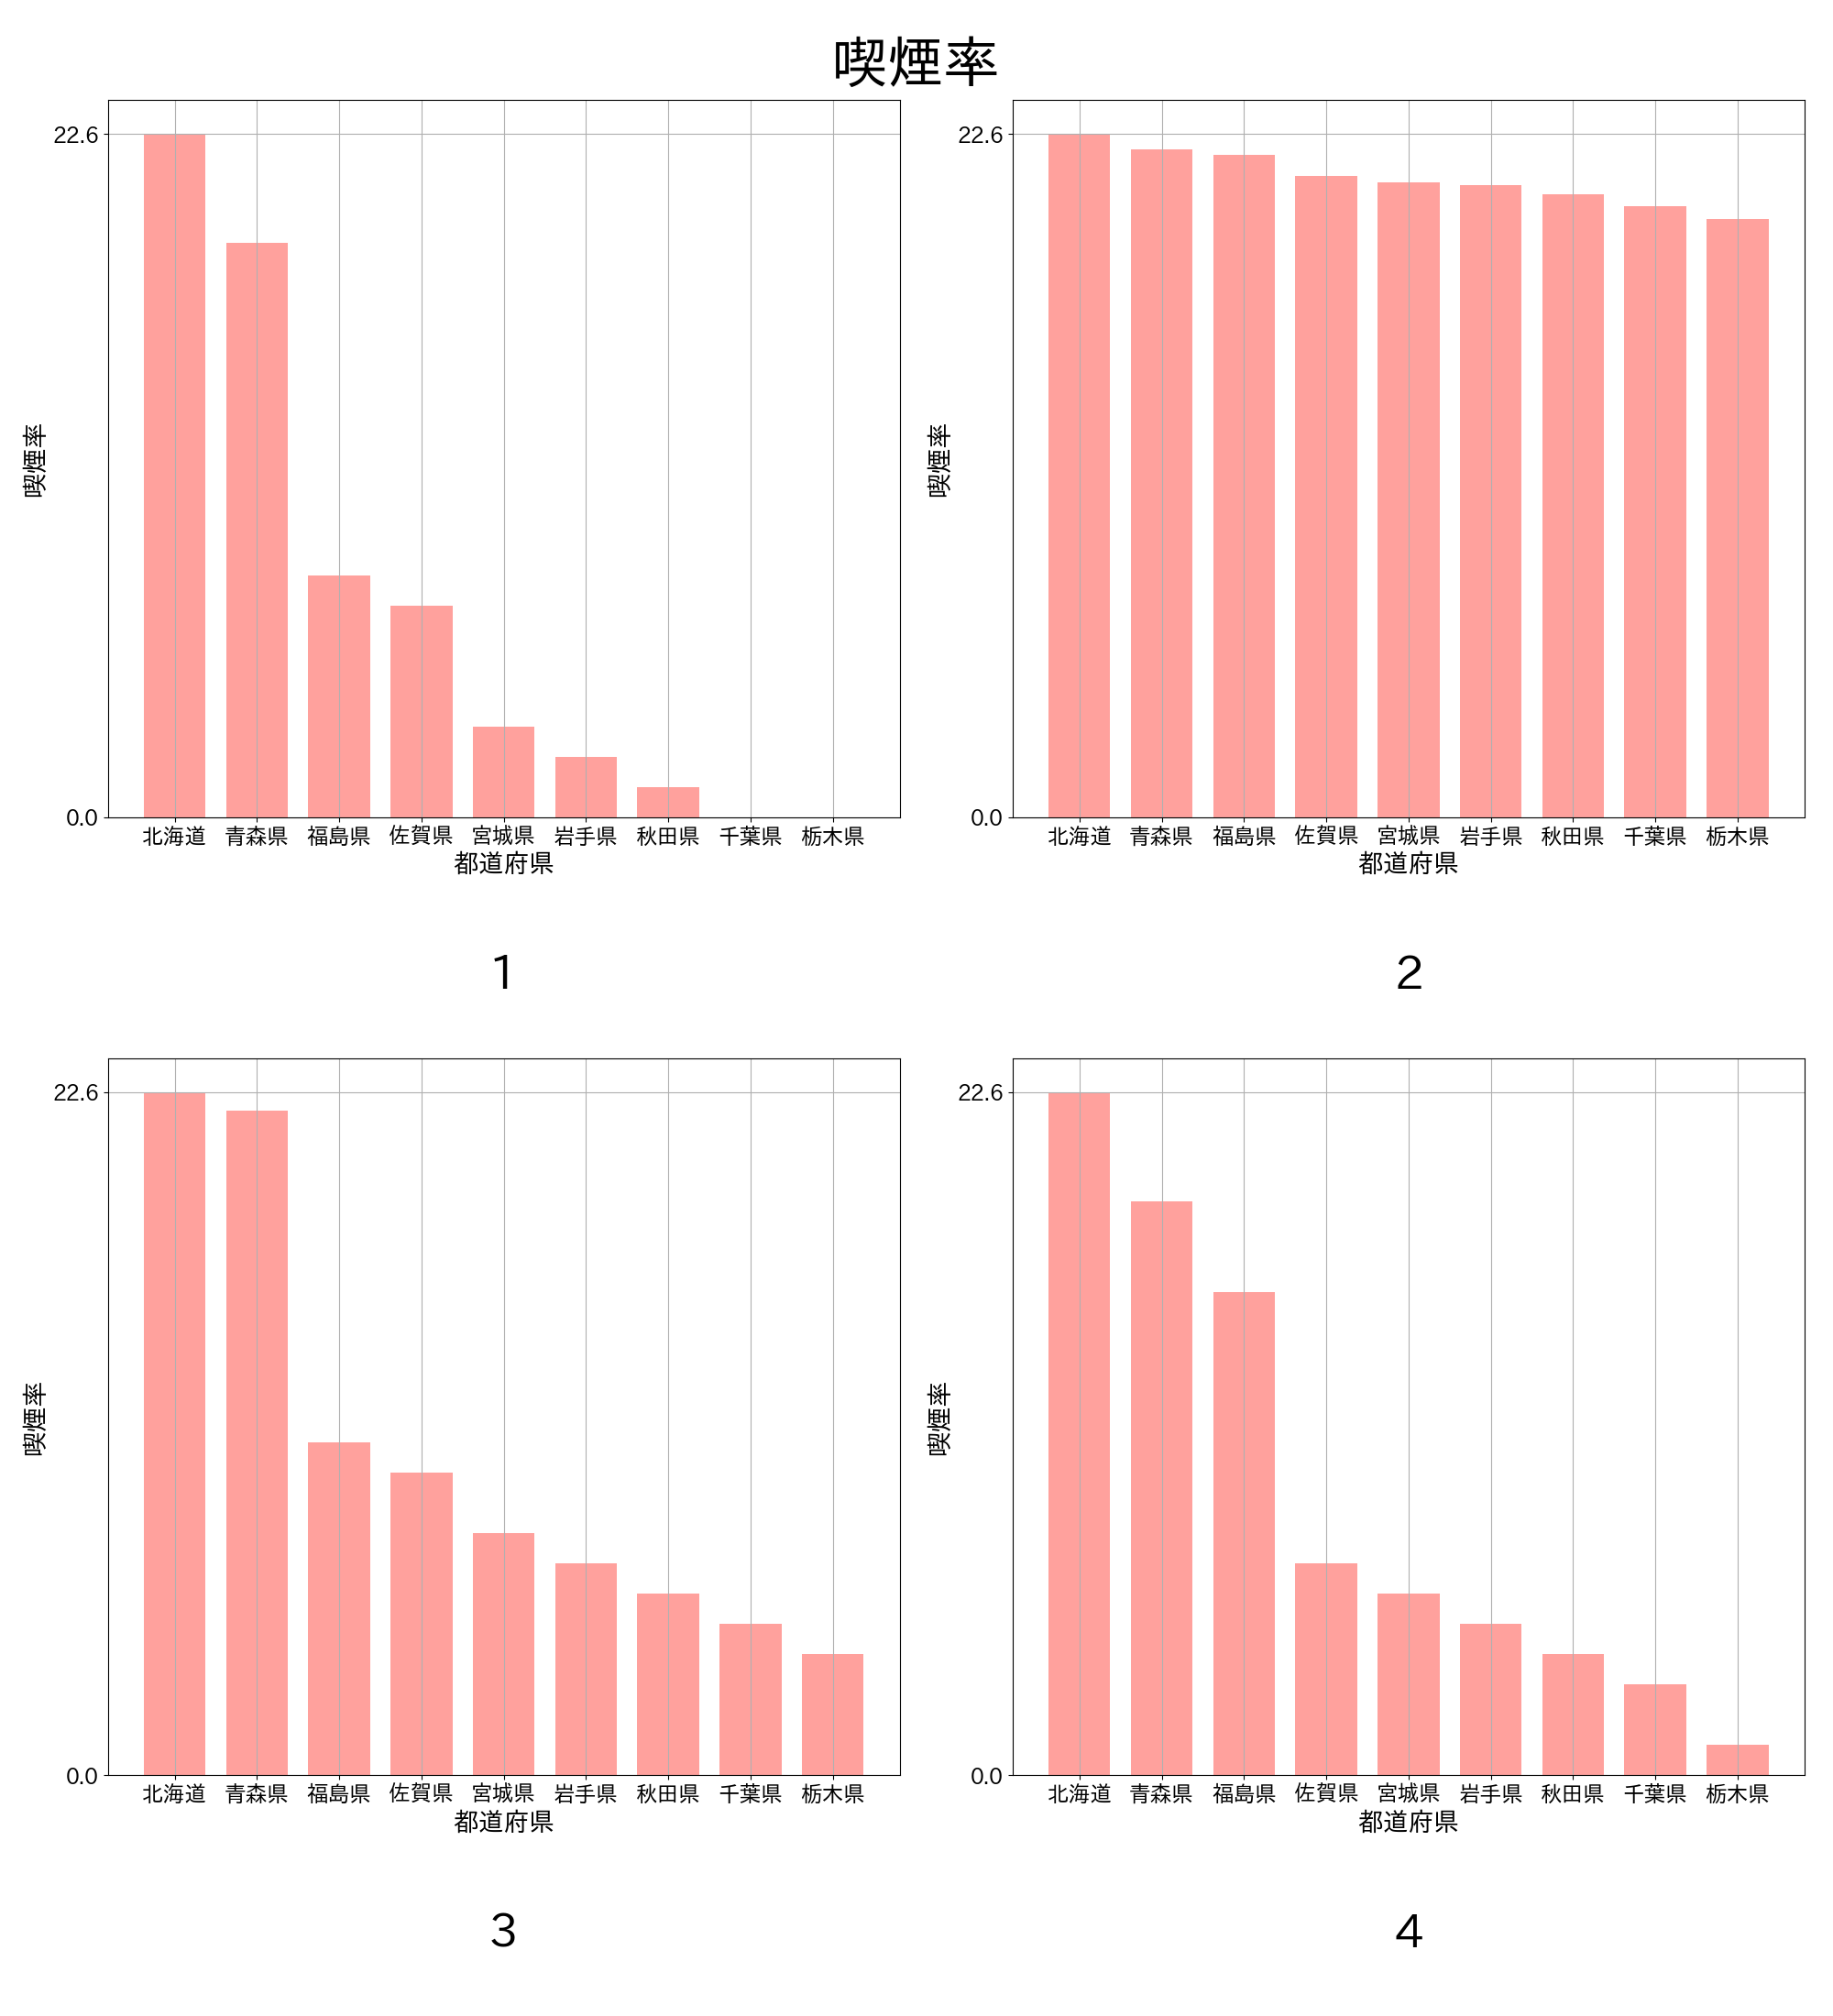 喫煙率
22.6
0.0
喫煙率
北海道 青森県 福島県 佐賀県 宮城県 岩手県 秋田県 千葉県 栃木県
都道府県
1
22.6
0.0
喫煙率
北海道 青森県 福島県 佐賀県 宮城県 岩手県 秋田県 千葉県 栃木県
都道府県
2
22.6
0.0
喫煙率
北海道 青森県 福島県 佐賀県 宮城県 岩手県 秋田県 千葉県 栃木県
都道府県
3
22.6
0.0
喫煙率
北海道 青森県 福島県 佐賀県 宮城県 岩手県 秋田県 千葉県 栃木県
都道府県
4